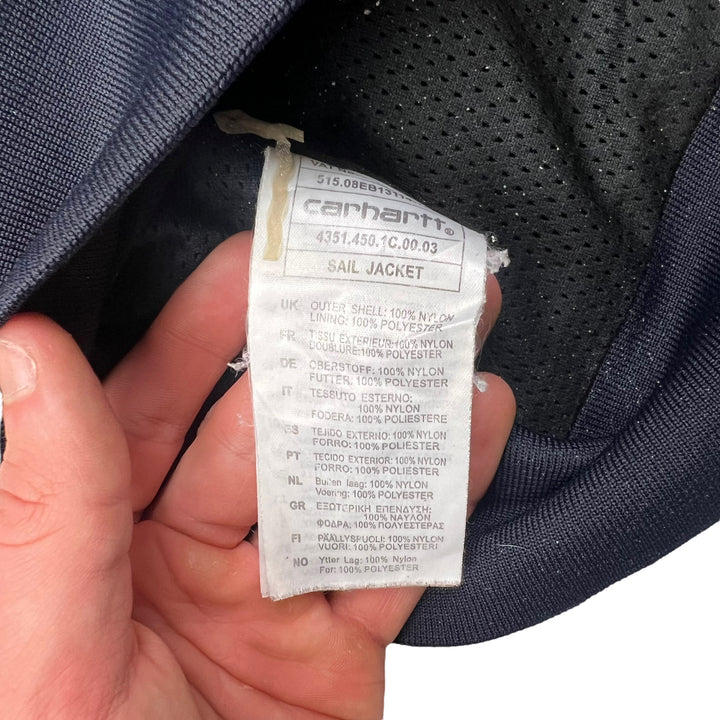 515.08EB131
carhartt®
4351.450.1C.00.03
SAIL JACKET
UK OUTER SHELL: 100% NYLON
LINING: 100% POLYESTER
FR TISSU EXTERIEUR: 100% NYLON
DOUBLURE: 100% POLYESTER
DE OBERSTOFF: 100% NYLON
FUTTER: 100% POLYESTER
IT TESSUTO ESTERNO:
100% NYLON
FODERA: 100% POLIESTERE
ES TEJIDO EXTERNO: 100% NYLON
FORRO: 100% POLIESTER
PT TECIDO EXTERIOR: 100% NYLON
FORRO: 100% POLIESTER
NL Buiten laag: 100% NYLON
Voering: 100% POLYESTER
GR ΕΞΩΤΕΡΙΚΗ ΕΠΕΝΔΥΣΗ:
100% ΝΑΥΛΟΝ
ΦΟΔΡΑ: 100% ΠΟΛΥΕΣΤΕΡΑΣ
FI PÄÄLLYSPUOLI: 100% NYLON
VUORI: 100% POLYESTERI
NO Ytter Lag: 100% Nylon
For: 100% POLYESTER